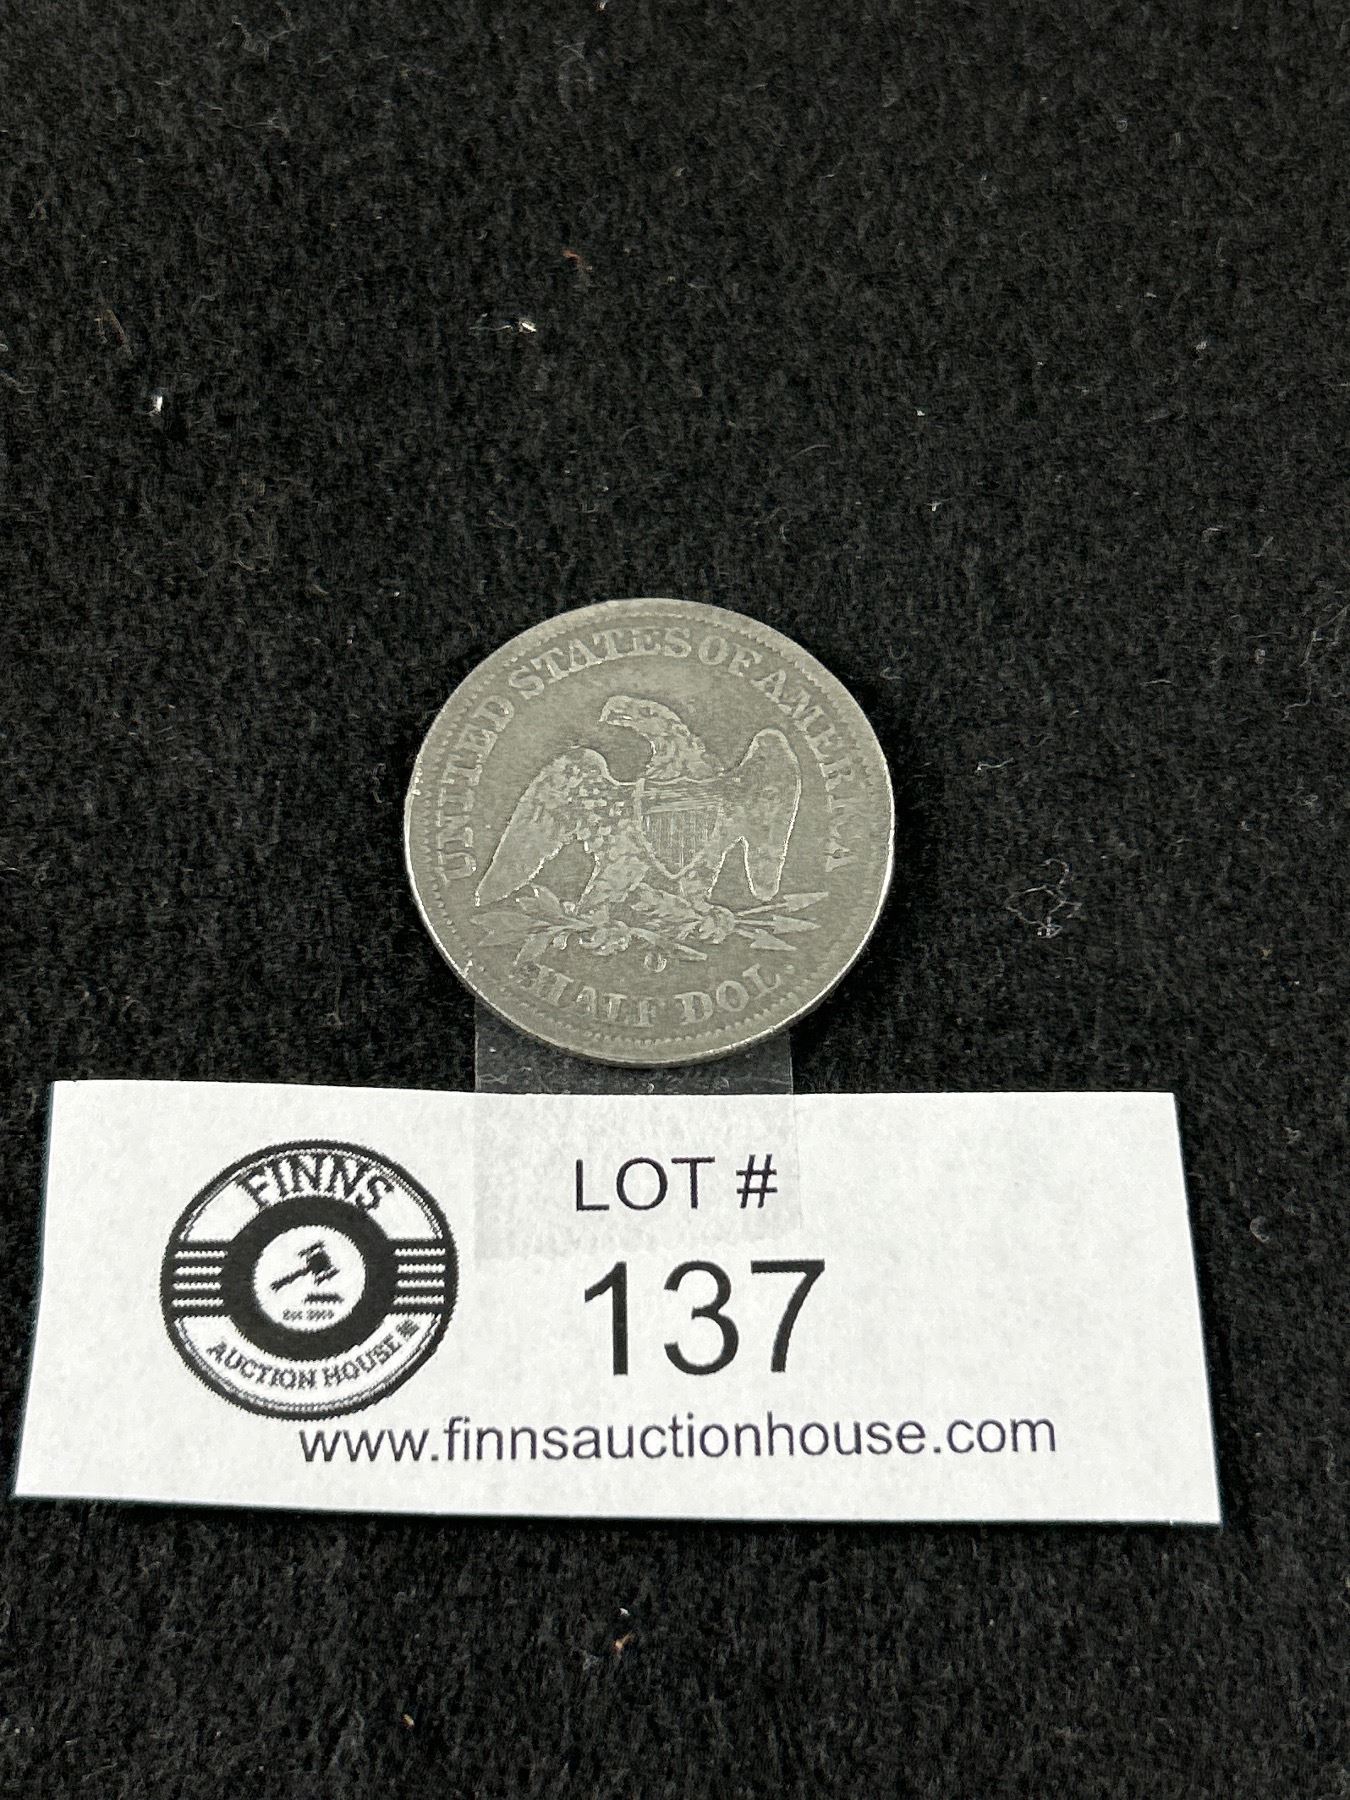 UNITED STATES OF AMERICA
O
HALF DOL.
FINNS
AUCTION HOUSE
LOT #
137
www.finnsauctionhouse.com